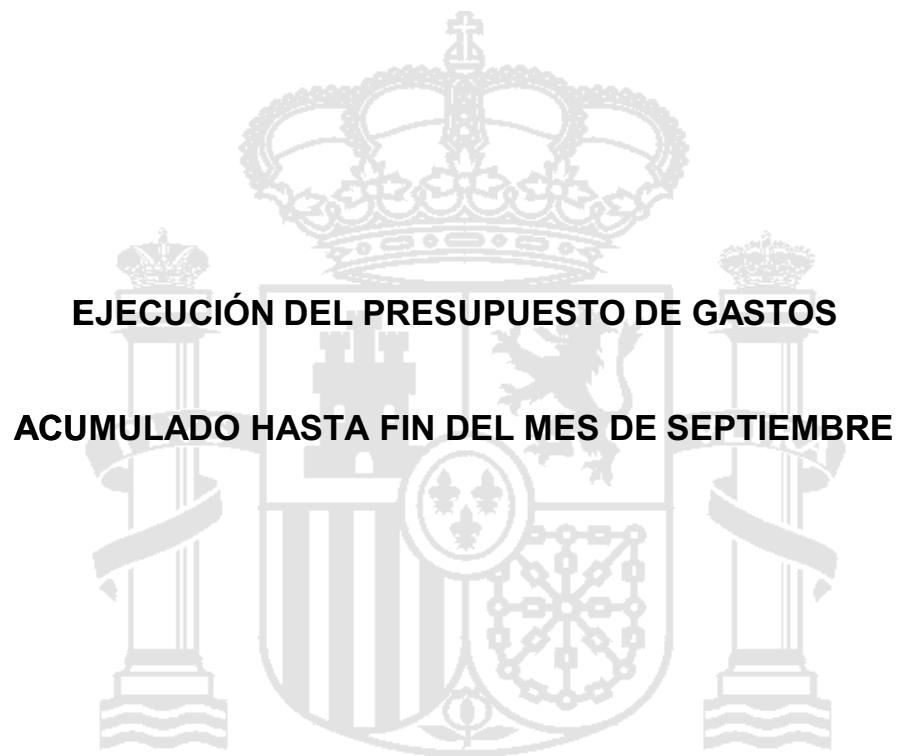 EJECUCIÓN DEL PRESUPUESTO DE GASTOS
ACUMULADO HASTA FIN DEL MES DE SEPTIEMBRE